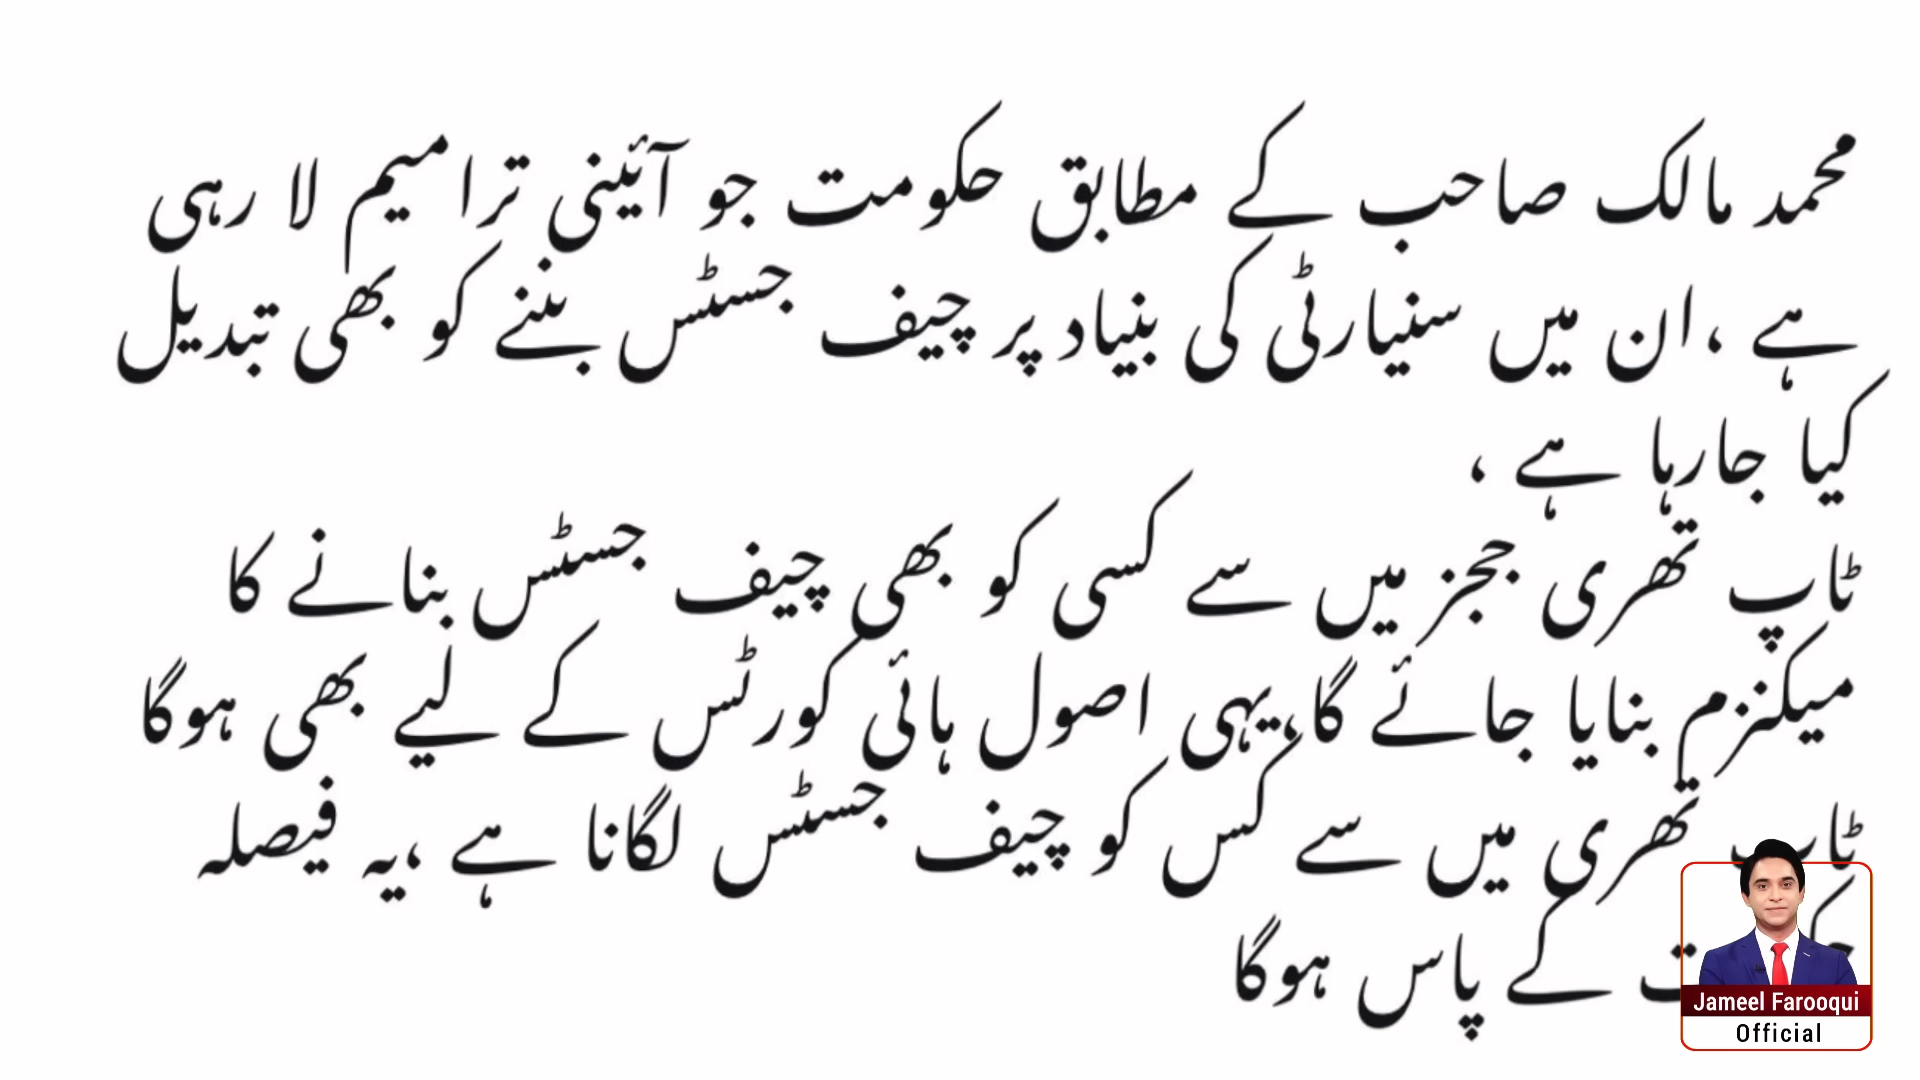 محمد مالک صاحب کے مطابق حکومت جو آئینی ترامیم لا رہی
ہے ،ان میں سنیارٹی کی بنیاد پر چیف جسٹس بننے کو بھی تبدیل
کیا جارہا ہے ،
ٹاپ تھری ججز میں سے کسی کو بھی چیف جسٹس بنانے کا
میکنزم بنایا جائے گا،یہی اصول ہائی کورٹس کے لیے بھی ہوگا
ٹاپ تھری میں سے کس کو چیف جسٹس لگانا ہے ،یہ فیصلہ
کے پاس ہوگا
Jameel Farooqui
Official